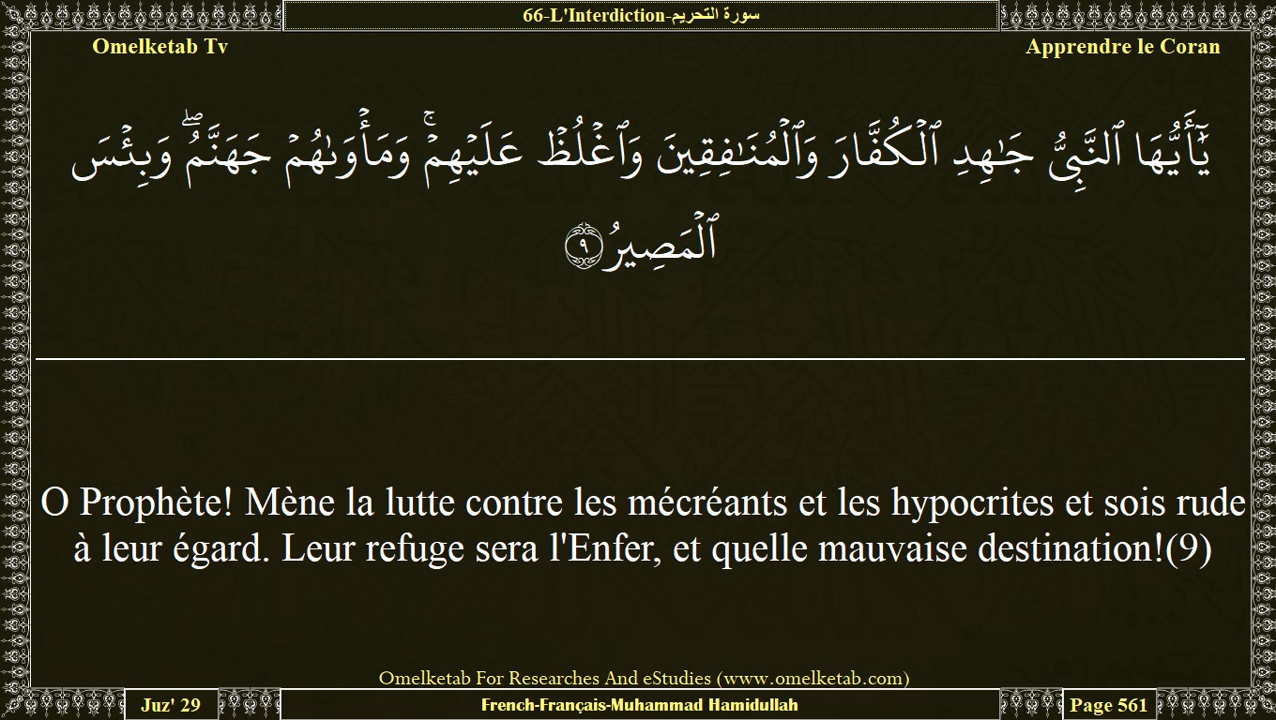 66-L'Interdiction-سورة التحريم
Omelketab Tv
Apprendre le Coran
يَٰٓأَيُّهَا ٱلنَّبِيُّ جَٰهِدِ ٱلۡكُفَّارَ وَٱلۡمُنَٰفِقِينَ وَٱغۡلُظۡ عَلَيۡهِمۡۚ وَمَأۡوَىٰهُمۡ جَهَنَّمُۖ وَبِئۡسَ
ٱلۡمَصِيرُ ٩
O Prophète! Mène la lutte contre les mécréants et les hypocrites et sois rude
à leur égard. Leur refuge sera l'Enfer, et quelle mauvaise destination!(9)
Omelketab For Researches And eStudies (www.omelketab.com)
Juz' 29
French-Français-Muhammad Hamidullah
Page 561